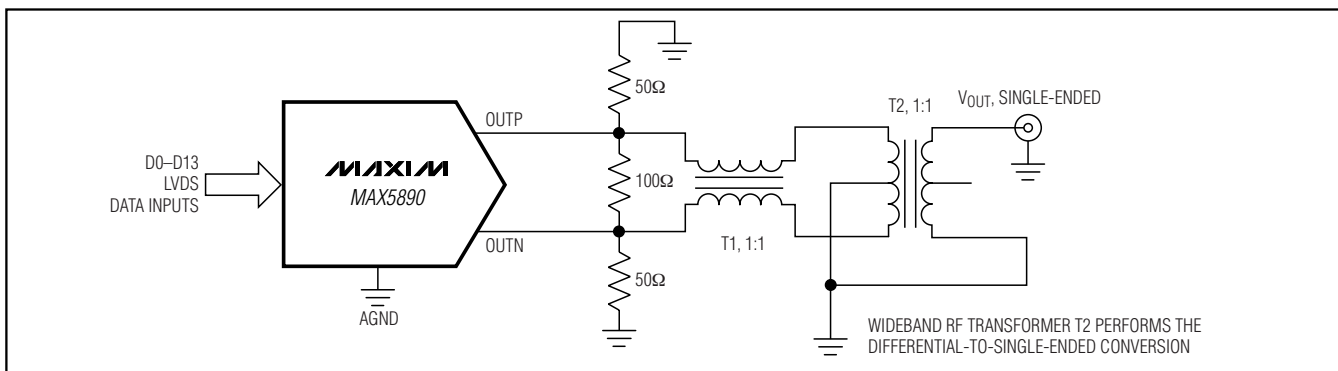 50Ω
T2, 1:1
V_OUT, SINGLE-ENDED
OUTP
D0–D13
LVDS
DATA INPUTS
MAXIM
MAX5890
100Ω
OUTN
T1, 1:1
50Ω
AGND
WIDEBAND RF TRANSFORMER T2 PERFORMS THE
DIFFERENTIAL-TO-SINGLE-ENDED CONVERSION